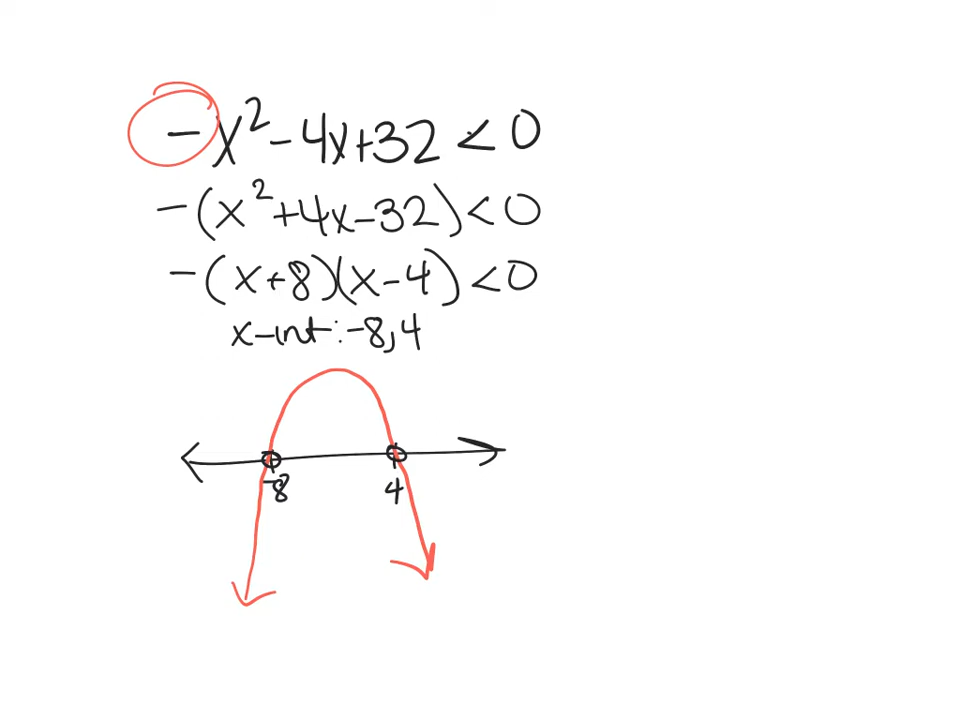 -x²-4x+32<0
-(x²+4x-32)<0
-(x+8)(x-4)<0
x-int:-8,4
-8 4